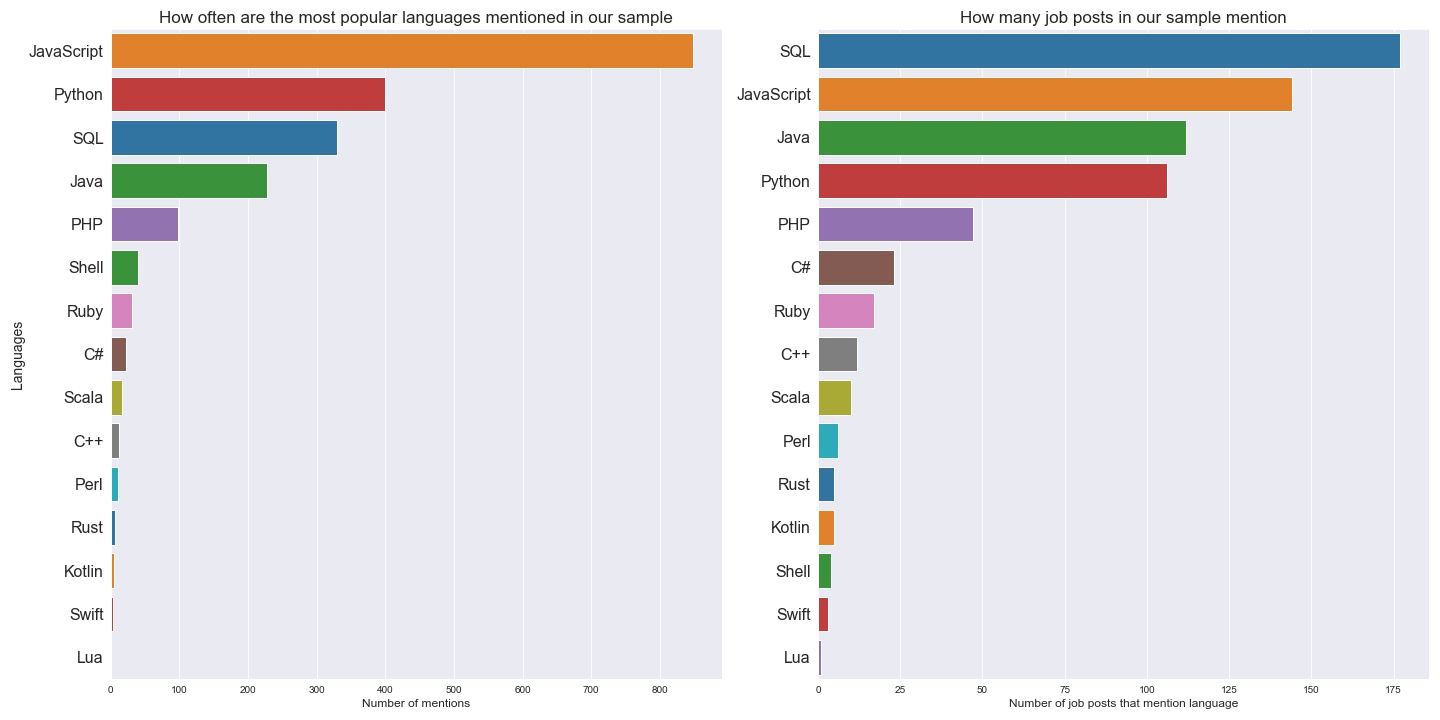 How often are the most popular languages mentioned in our sample
Languages
JavaScript
Python
SQL
Java
PHP
Shell
Ruby
C#
Scala
C++
Perl
Rust
Kotlin
Swift
Lua
0 100 200 300 400 500 600 700 800
Number of mentions
How many job posts in our sample mention
SQL
JavaScript
Java
Python
PHP
C#
Ruby
C++
Scala
Perl
Rust
Kotlin
Shell
Swift
Lua
0 25 50 75 100 125 150 175
Number of job posts that mention language